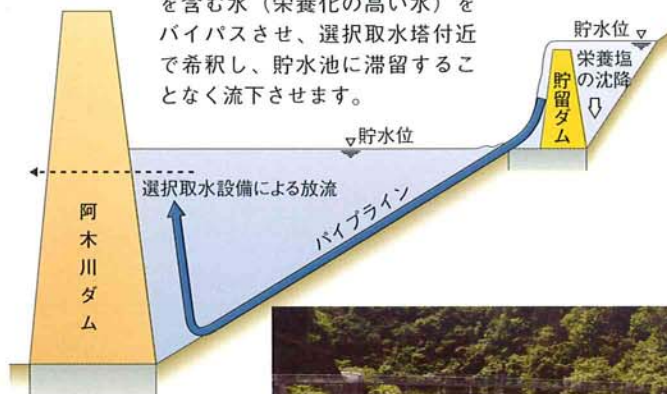 を含む水（栄養化の高い水）を
バイパスさせ、選択取水塔付近
で希釈し、貯水池に滞留するこ
となく流下させます。
貯水位
栄養塩
の沈降
貯留ダム
貯水位
選択取水設備による放流
パイプライン
阿木川ダム